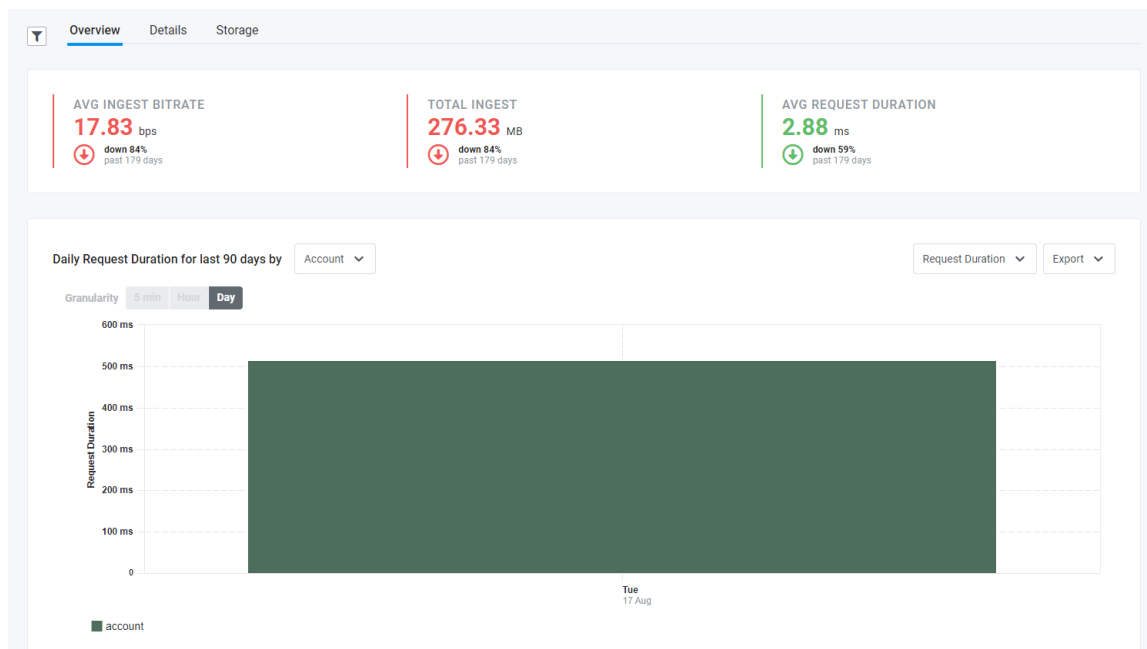 Overview Details Storage
AVG INGEST BITRATE
17.83 bps
down 84%
past 179 days
TOTAL INGEST
276.33 MB
down 84%
past 179 days
AVG REQUEST DURATION
2.88 ms
down 59%
past 179 days
Daily Request Duration for last 90 days by Account Request Duration Export
Granularity 5 min Hour Day
600 ms
500 ms
400 ms
300 ms
200 ms
100 ms
0
Request Duration
Tue
17 Aug
account